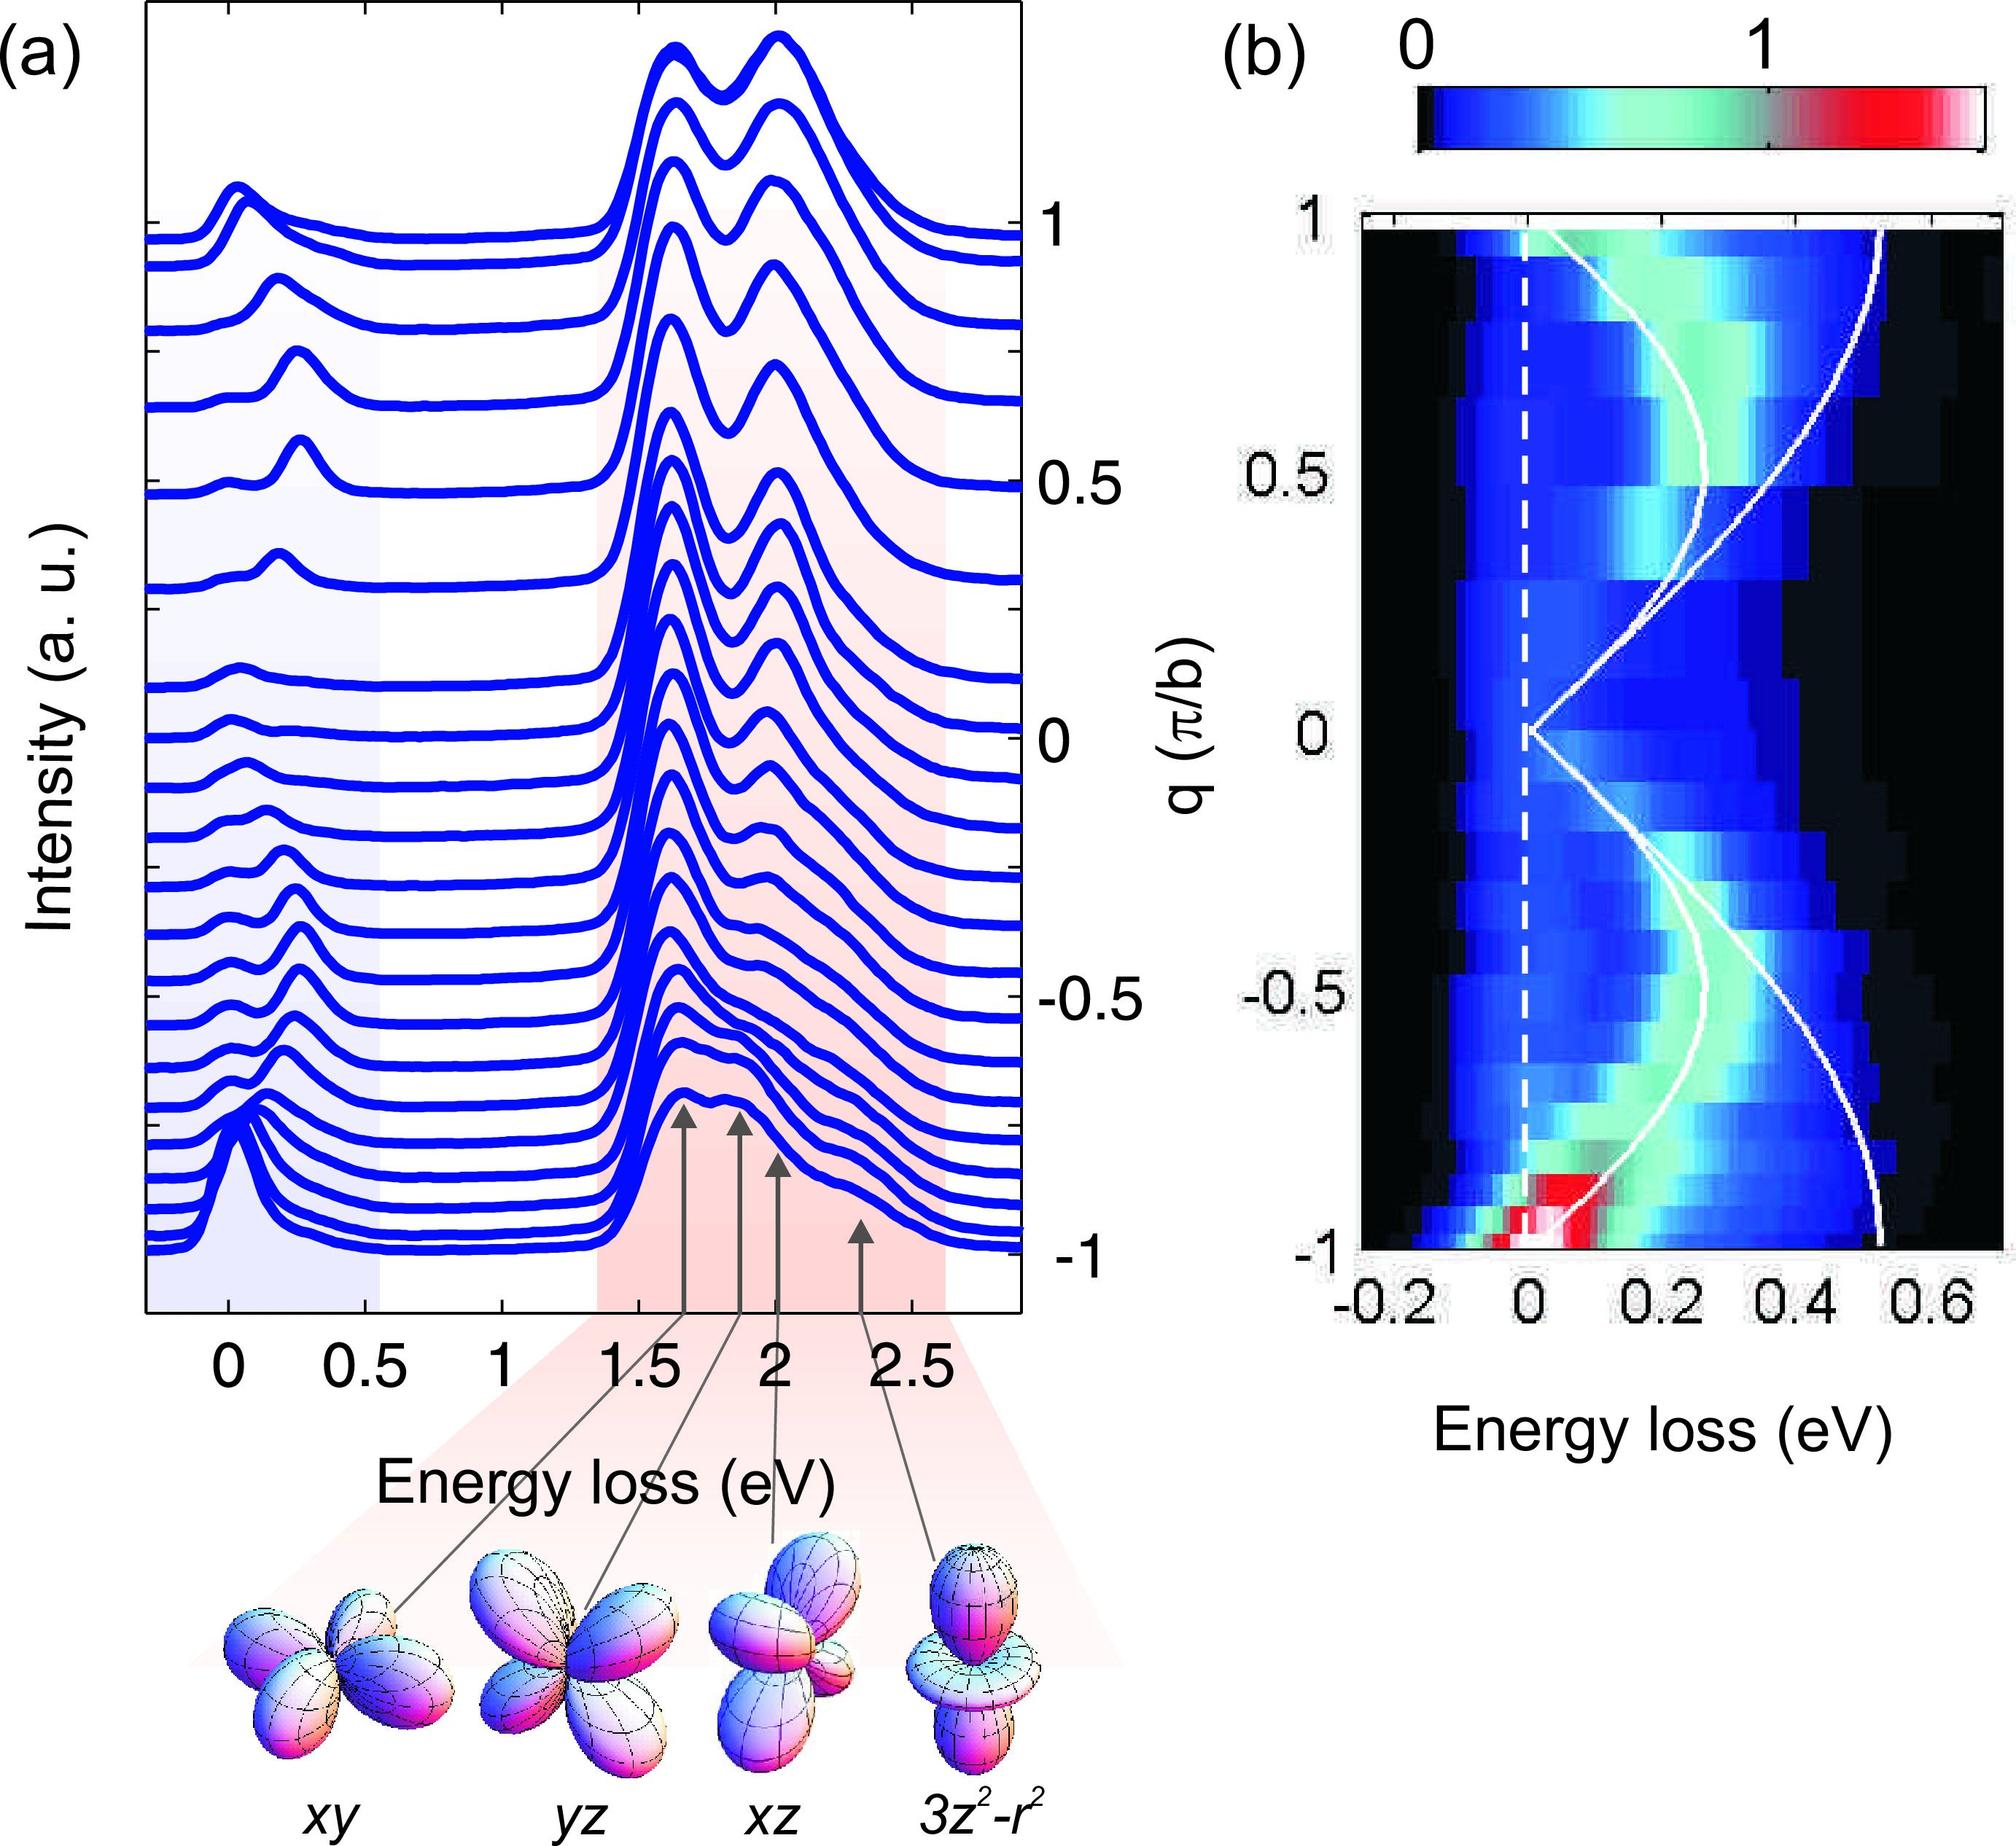 (a)
(b)
0 1
Intensity (a. u.)
1
0.5
0
-0.5
-1
0 0.5 1 1.5 2 2.5
Energy loss (eV)
q (π/b)
1
0.5
0
-0.5
-1
-0.2 0 0.2 0.4 0.6
Energy loss (eV)
xy yz xz 3z²-r²